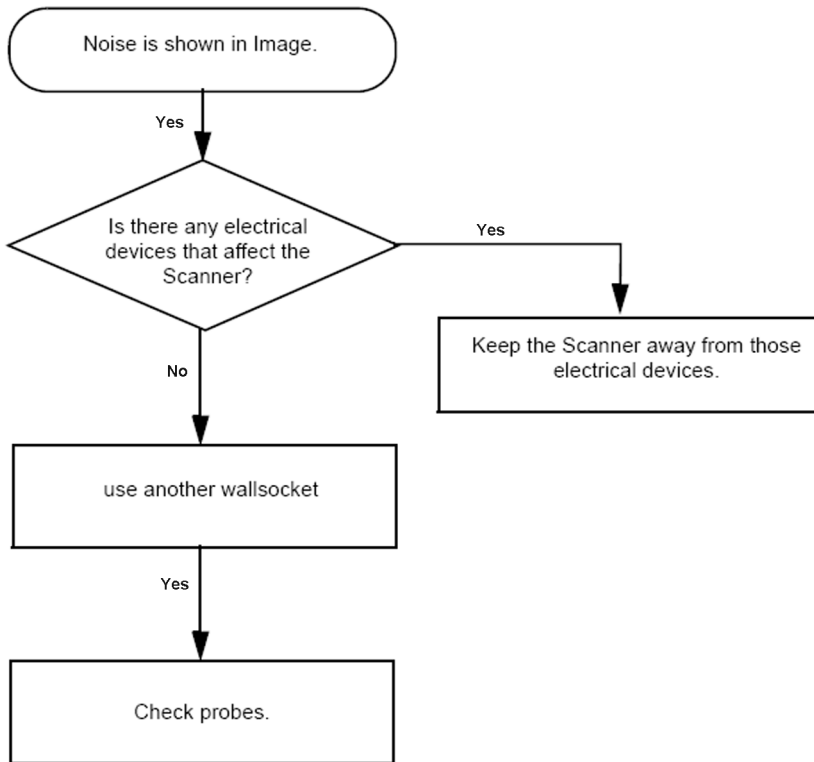 Noise is shown in Image.
Yes
Is there any electrical
devices that affect the
Scanner?
Yes
Keep the Scanner away from those
electrical devices.
No
use another wallsocket
Yes
Check probes.